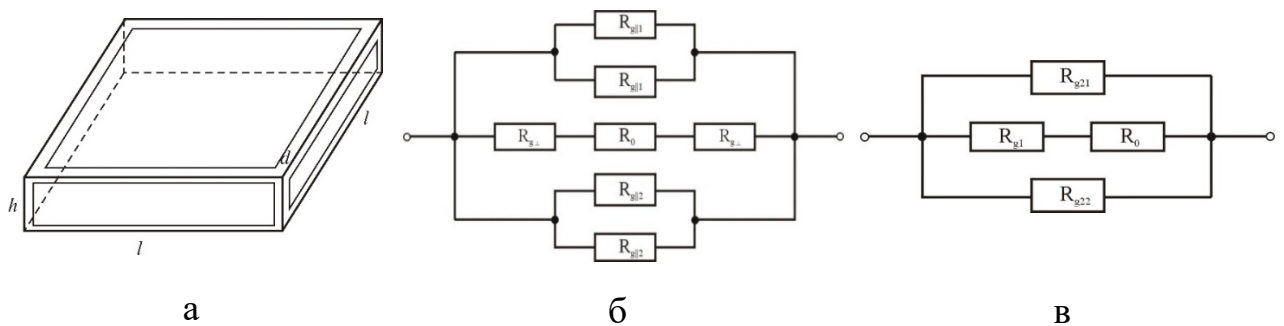 h
l
l
d
R_g||1
R_g||1
R_g⊥
R_0
R_g⊥
R_g||2
R_g||2
R_g21
R_g1
R_0
R_g22
а
б
в